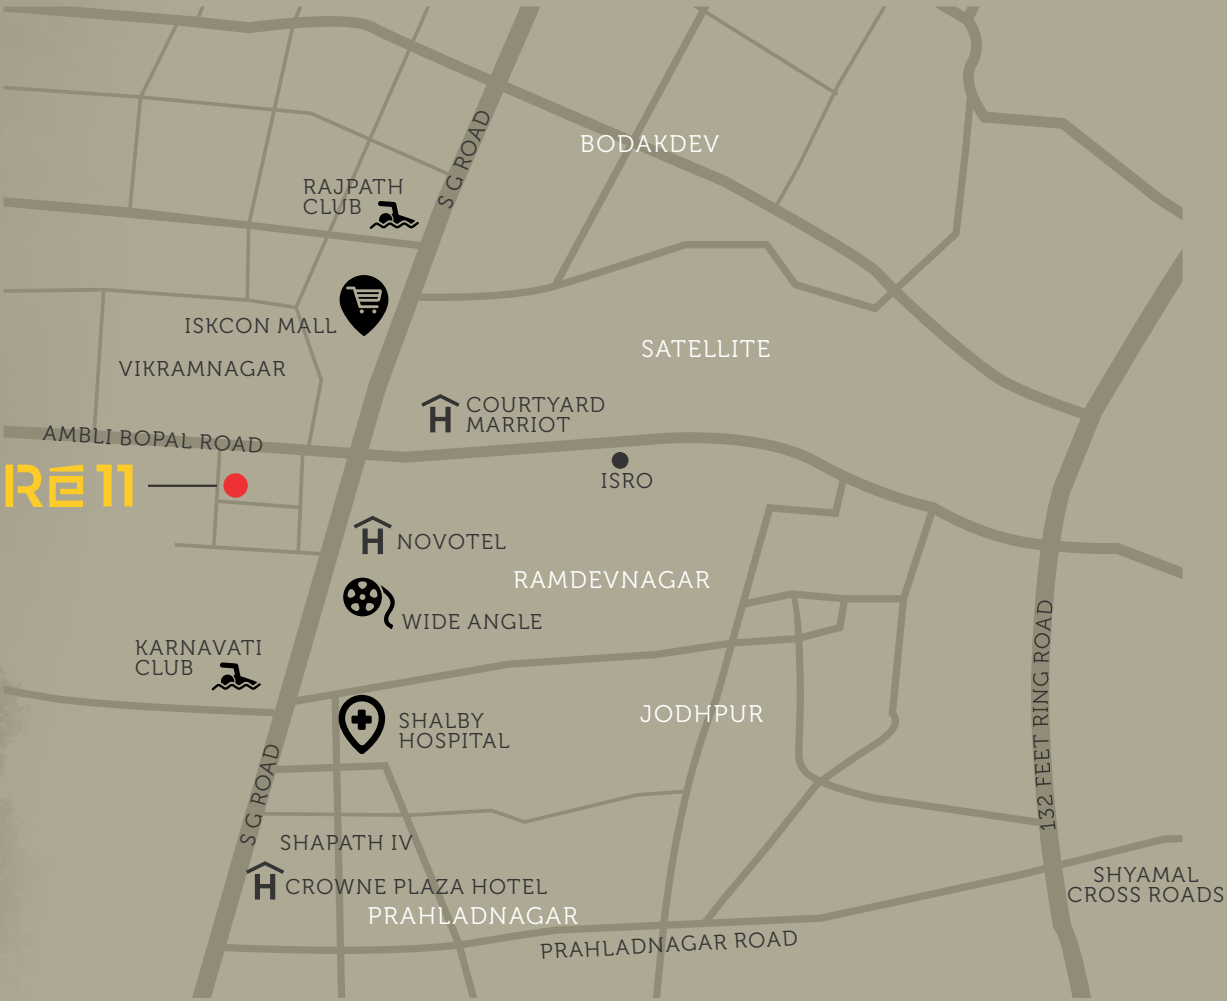 S G ROAD
BODAKDEV
RAJPATH
CLUB
ISKCON MALL
SATELLITE
VIKRAMNAGAR
COURTYARD
MARRIOT
AMBLI BOPAL ROAD
RE 11
ISRO
H
H
NOVOTEL
RAMDEVNAGAR
WIDE ANGLE
KARNAVATI
CLUB
132 FEET RING ROAD
JODHPUR
SHALBY
HOSPITAL
S G ROAD
SHAPATH IV
H
CROWNE PLAZA HOTEL
SHYAMAL
CROSS ROADS
PRAHLADNAGAR
PRAHLADNAGAR ROAD